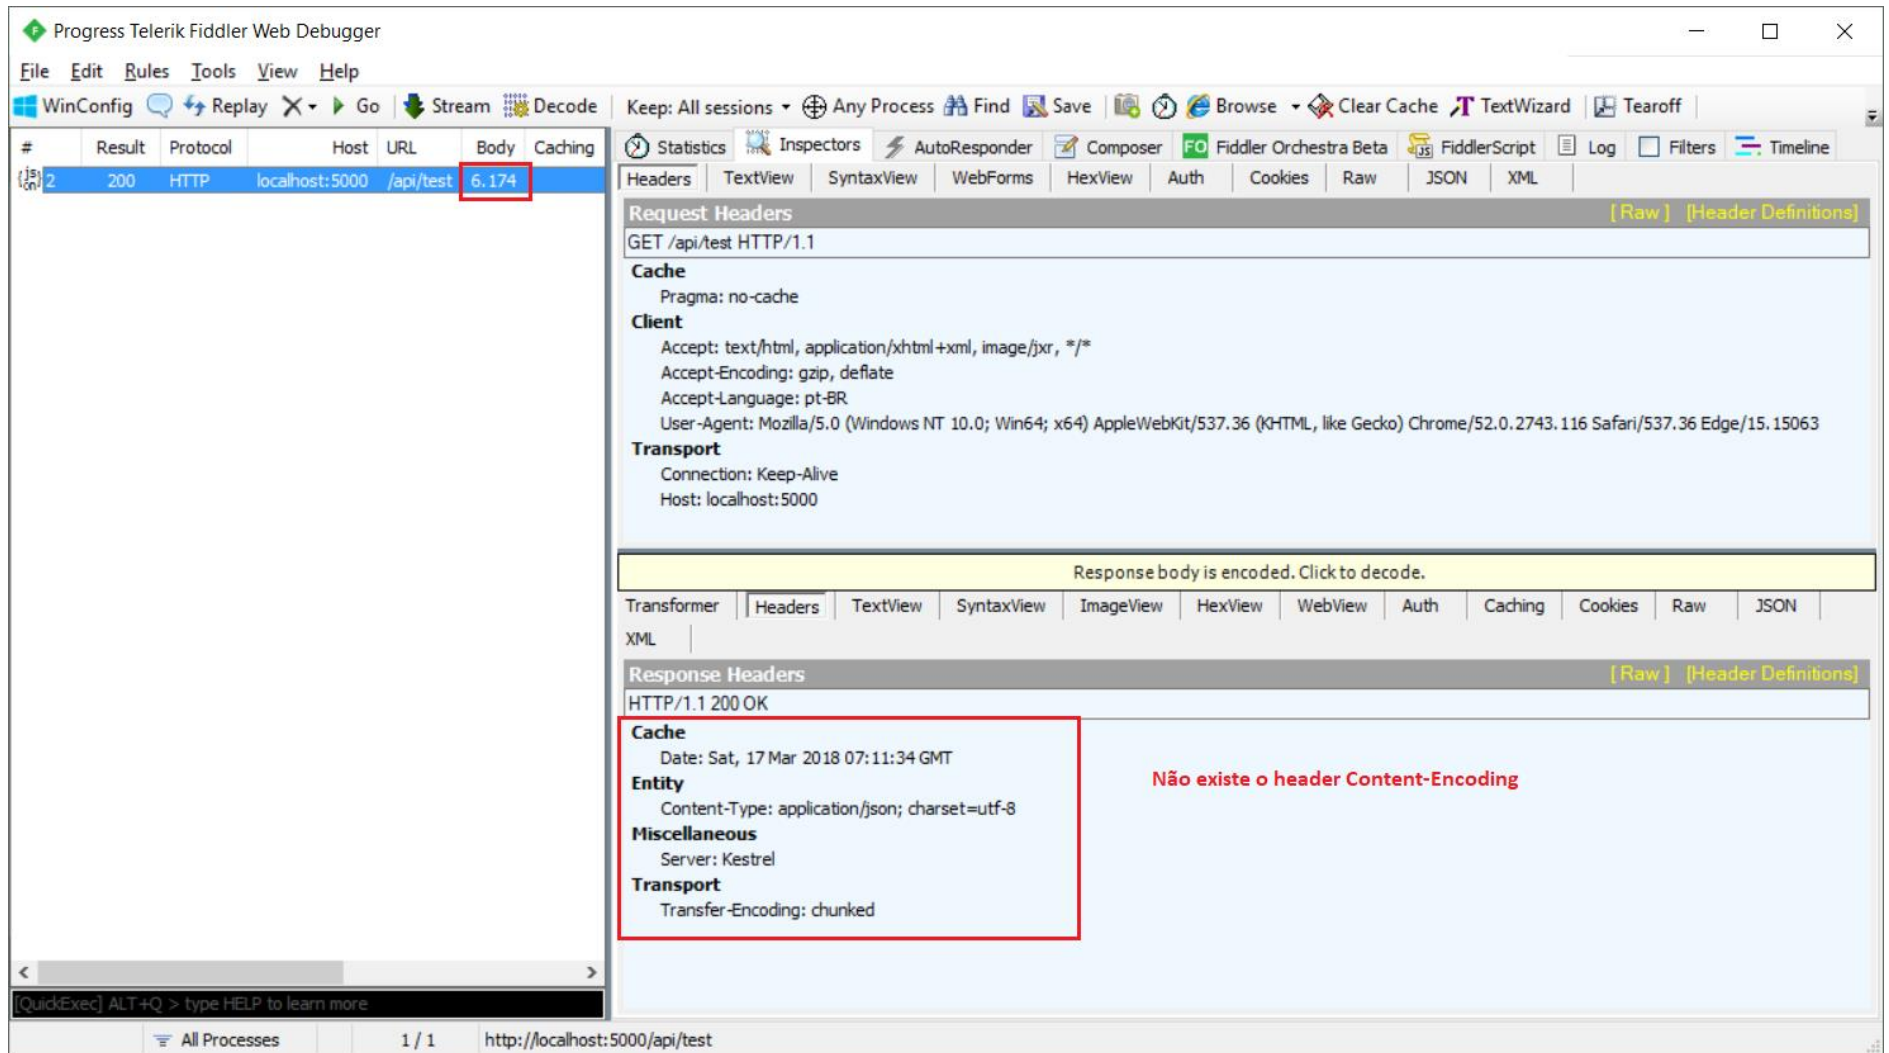 Progress Telerik Fiddler Web Debugger
File Edit Rules Tools View Help
WinConfig Replay Go Stream Decode Keep: All sessions Any Process Find Save Browse Clear Cache TextWizard Tearoff
# Result Protocol Host URL Body Caching
2 200 HTTP localhost:5000 /api/test 6.174
Statistics Inspectors AutoResponder Composer FO Fiddler Orchestra Beta FiddlerScript Log Filters Timeline
Headers TextView SyntaxView WebForms HexView Auth Cookies Raw JSON XML
Request Headers [ Raw ] [Header Definitions]
GET /api/test HTTP/1.1
Cache
Pragma: no-cache
Client
Accept: text/html, application/xhtml+xml, image/jxr, */*
Accept-Encoding: gzip, deflate
Accept-Language: pt-BR
User-Agent: Mozilla/5.0 (Windows NT 10.0; Win64; x64) AppleWebKit/537.36 (KHTML, like Gecko) Chrome/52.0.2743.116 Safari/537.36 Edge/15.15063
Transport
Connection: Keep-Alive
Host: localhost:5000
Response body is encoded. Click to decode.
Transformer Headers TextView SyntaxView ImageView HexView WebView Auth Caching Cookies Raw JSON
XML
Response Headers [ Raw ] [Header Definitions]
HTTP/1.1 200 OK
Cache
Date: Sat, 17 Mar 2018 07:11:34 GMT
Entity
Content-Type: application/json; charset=utf-8
Miscellaneous
Server: Kestrel
Transport
Transfer-Encoding: chunked
Não existe o header Content-Encoding
[QuickExec] ALT+Q > type HELP to learn more
All Processes 1 / 1 http://localhost:5000/api/test